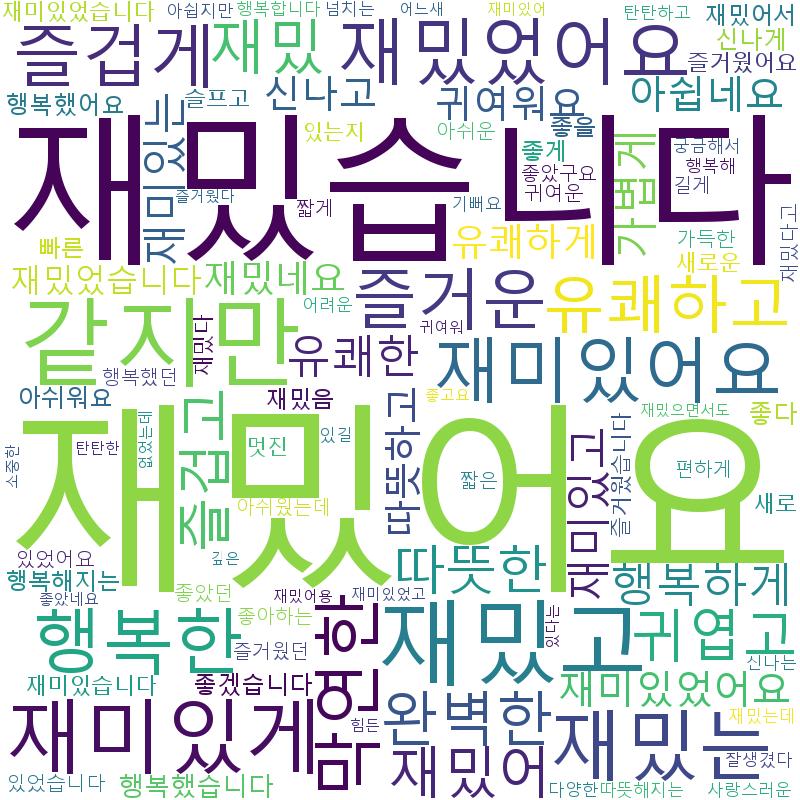 재미있었습니다 아쉽지만 행복합니다 넘치는 어느새 재미있어 탄탄하고 재밌어서
즐겁게 재밌 재밌었어요 신나게
즐거웠어요
행복했어요 슬프고 신나고 귀여워요 아쉽네요
재미있는 있는지 아쉬운 좋을 궁금해서
재밌습니다
좋게 좋았구요 행복해
즐거웠다 짧게 귀여운 기뻐요 가볍게 길게
빠른 유쾌하게 가득한 재밌다고
재밌었습니다 재밌네요 즐거운 새로운
같지만 어려운 유쾌하고
재밌다 유쾌한 귀여워 재미있어요
행복했던
아쉬워요 재밌음 좋고요 재밌으면서도 좋다
재밌어요
소중한 탄탄한 없었는데 즐겁고 멋진 있길 따뜻하고 짧은 재미있고 즐거웠습니다 편하게
아쉬웠는데 새로
있었어요 깊은 따뜻한
행복해지는 좋았던 재밌어용 재미있었고 행복하게
좋았네요 좋아하는 있다는
행복한 막연한 재밌고 귀엽고
즐거웠던 신나는
재미있습니다 좋겠습니다 재미있었어요
재미있게 힘든 완벽한 재밌는 재밌는데
재밌어 잘생겼다
있었습니다 행복했습니다 다양한 따뜻해지는 사랑스러운